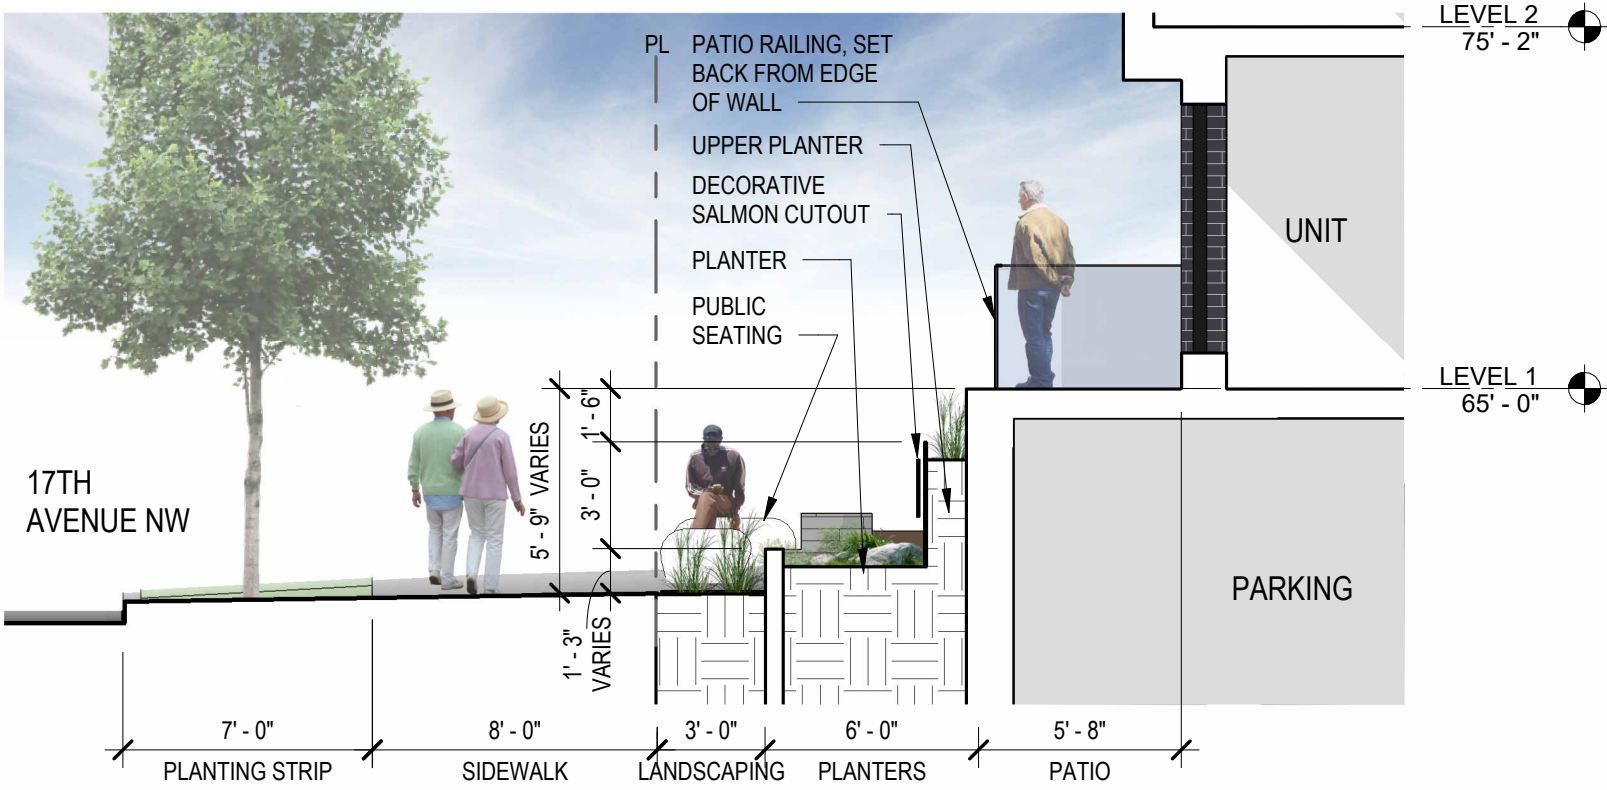 LEVEL 2
75' - 2"
PL
PATIO RAILING, SET
BACK FROM EDGE
OF WALL
UPPER PLANTER
DECORATIVE
SALMON CUTOUT
PLANTER
PUBLIC
SEATING
UNIT
LEVEL 1
65' - 0"
17TH
AVENUE NW
5' - 9" VARIES
1' - 6"
3' - 0"
1' - 3"
VARIES
PARKING
7' - 0"
8' - 0"
3' - 0"
6' - 0"
5' - 8"
PLANTING STRIP
SIDEWALK
LANDSCAPING
PLANTERS
PATIO